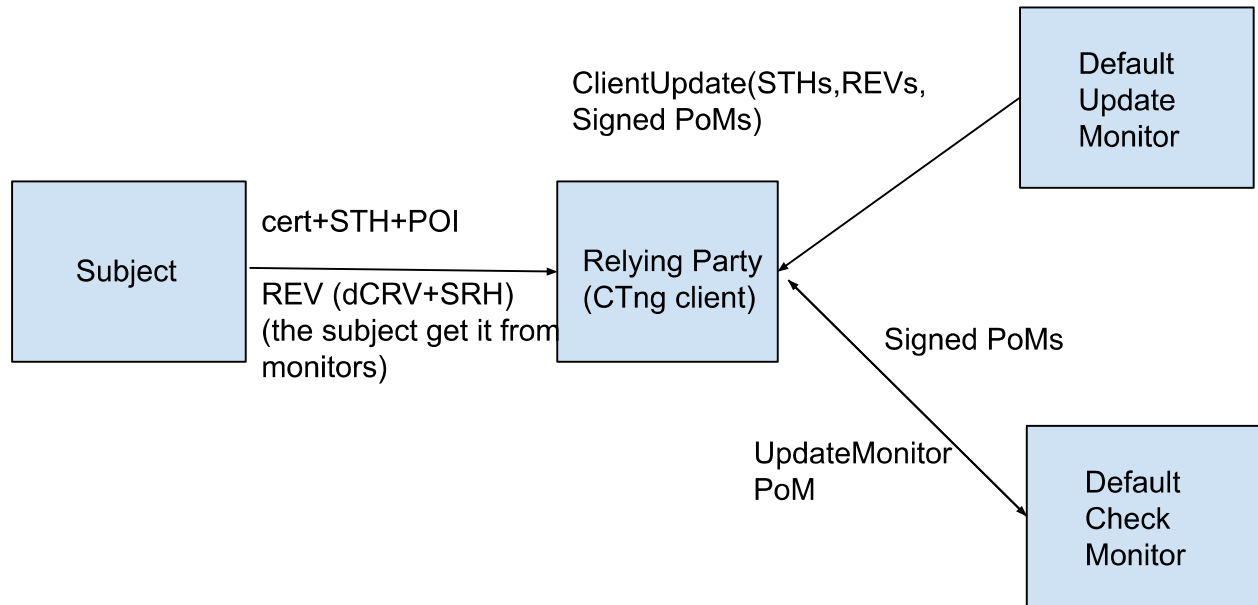 ClientUpdate(STHs,REVs,
Signed PoMs)
Default
Update
Monitor
Subject
cert+STH+POI
REV (dCRV+SRH)
(the subject get it from
monitors)
Relying Party
(CTng client)
Signed PoMs
UpdateMonitor
PoM
Default
Check
Monitor